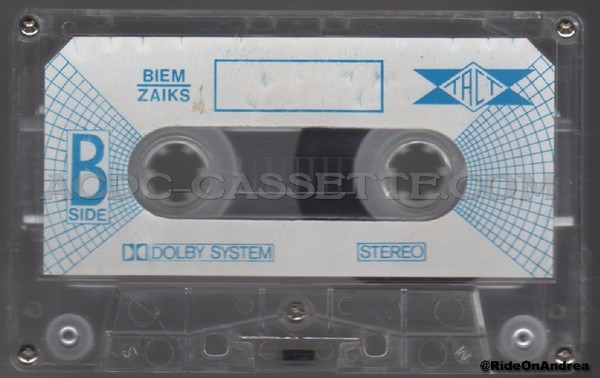 BIEM
ZAIKS
TACT
B
SIDE
ACDC-CASSETTE.COM
DOLBY SYSTEM
STEREO
S
M
@RideOnAndrea